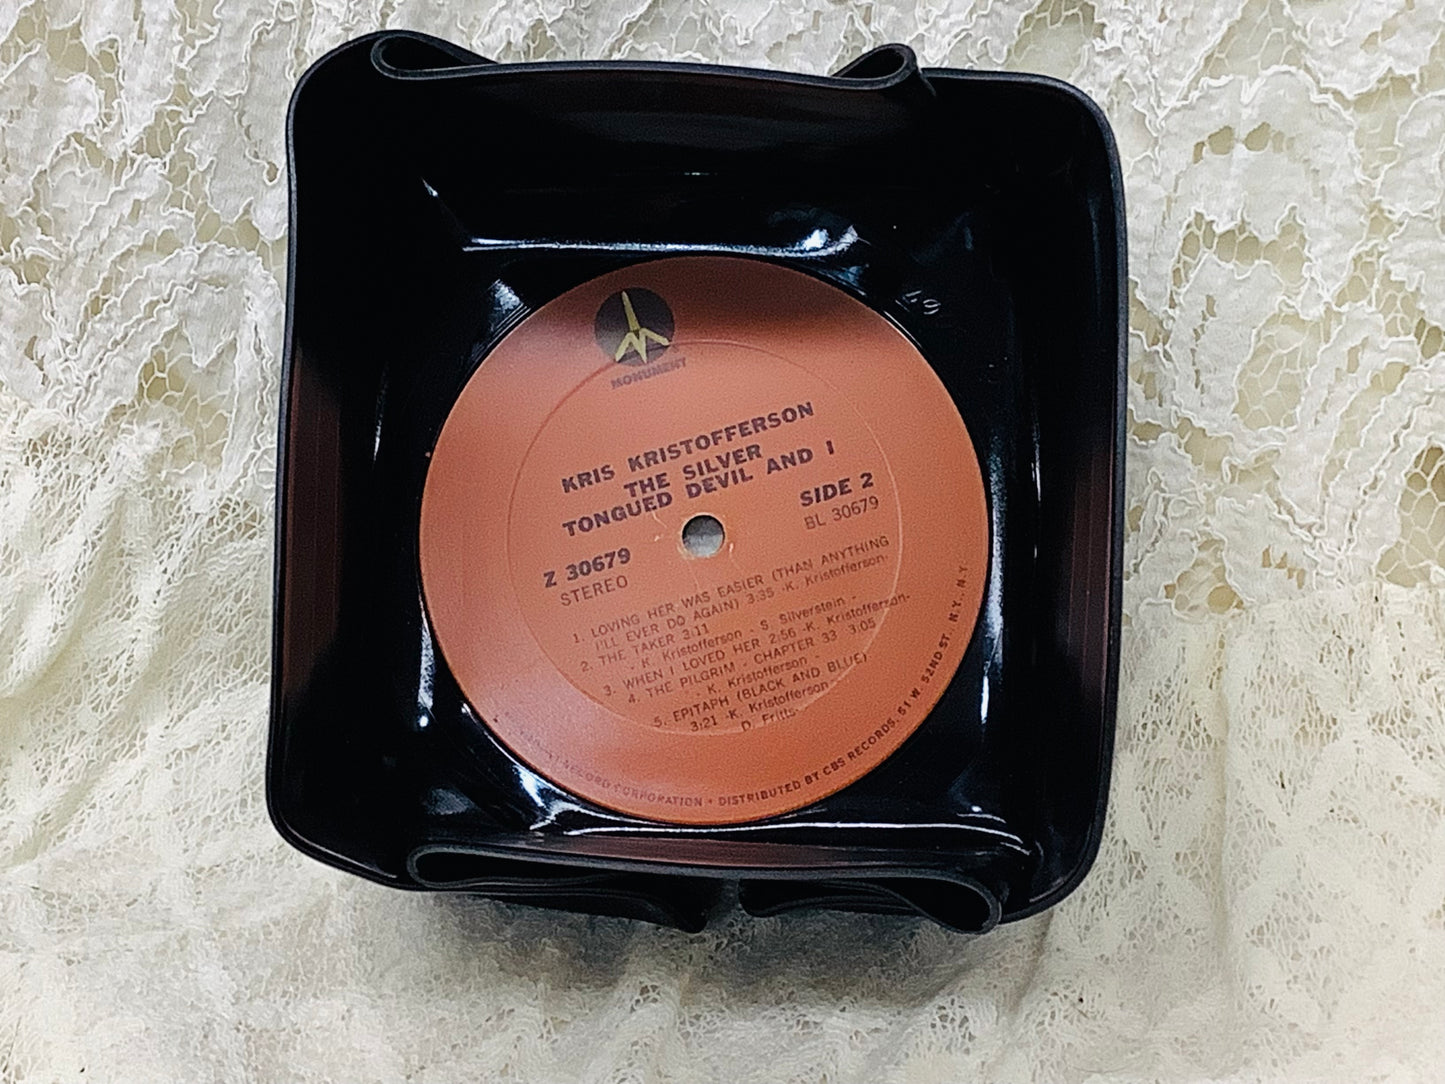 MONUMENT
KRIS KRISTOFFERSON
THE SILVER
TONGUED DEVIL AND I
SIDE 2
BL 30679
Z 30679
STEREO
1. LOVING HER WAS EASIER (THAN ANYTHING
I'LL EVER DO AGAIN) 3:35 -K. Kristofferson-
2. THE TAKER 3:11
- K. Kristofferson - S. Silverstein -
3. WHEN I LOVED HER 2:56 -K. Kristofferson-
4. THE PILGRIM - CHAPTER 33 3:05
- K. Kristofferson -
5. EPITAPH (BLACK AND BLUE)
3:21 -K. Kristofferson-
D. Fritts-
RECORD CORPORATION • DISTRIBUTED BY CBS RECORDS, 51 W. 52ND ST., N.Y., N.Y.